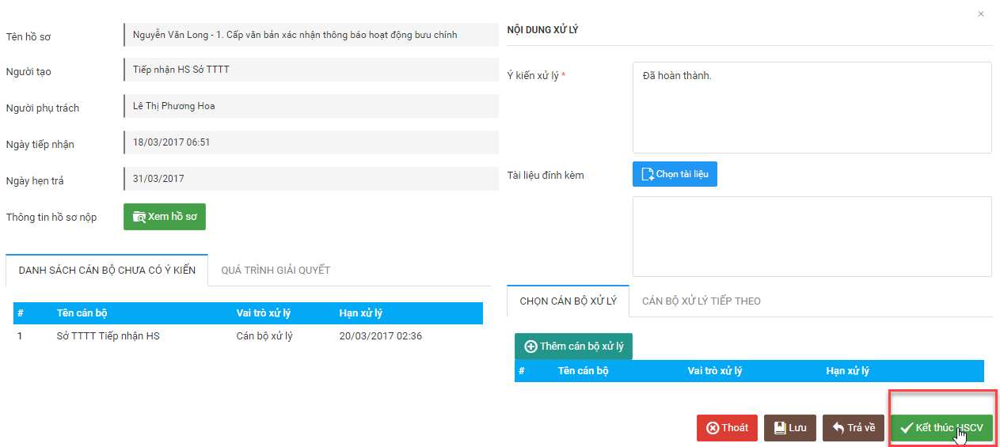 ×
Tên hồ sơ
Nguyễn Văn Long - 1. Cấp văn bản xác nhận thông báo hoạt động bưu chính
Người tạo
Tiếp nhận HS Sở TTTT
Người phụ trách
Lê Thị Phương Hoa
Ngày tiếp nhận
18/03/2017 06:51
Ngày hẹn trả
31/03/2017
Thông tin hồ sơ nộp
Xem hồ sơ
DANH SÁCH CÁN BỘ CHƯA CÓ Ý KIẾN QUÁ TRÌNH GIẢI QUYẾT
# Tên cán bộ Vai trò xử lý Hạn xử lý
1 Sở TTTT Tiếp nhận HS Cán bộ xử lý 20/03/2017 02:36
NỘI DUNG XỬ LÝ
Ý kiến xử lý *
Đã hoàn thành.
Tài liệu đính kèm
Chọn tài liệu
CHỌN CÁN BỘ XỬ LÝ CÁN BỘ XỬ LÝ TIẾP THEO
Thêm cán bộ xử lý
# Tên cán bộ Vai trò xử lý Hạn xử lý
Thoát Lưu Trả về Kết thúc HSCV